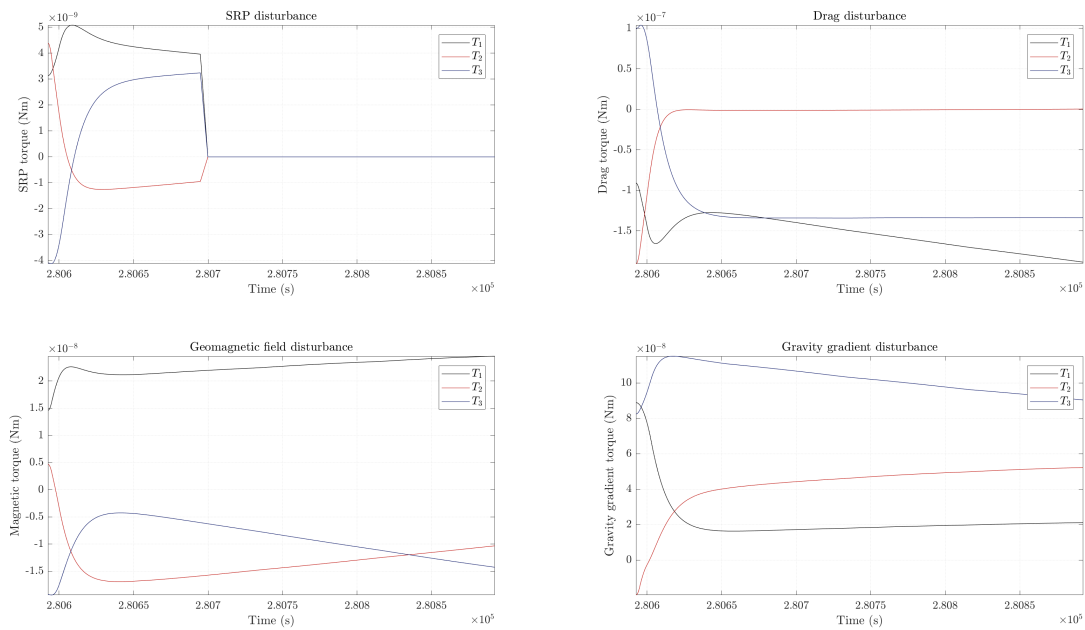 SRP disturbance
×10⁻⁹
5
4
3
2
1
0
-1
-2
-3
-4
SRP torque (Nm)
T₁
T₂
T₃
2.806 2.8065 2.807 2.8075 2.808 2.8085
Time (s)
×10⁵
Drag disturbance
×10⁻⁷
1
0.5
0
-0.5
-1
-1.5
Drag torque (Nm)
T₁
T₂
T₃
2.806 2.8065 2.807 2.8075 2.808 2.8085
Time (s)
×10⁵
Geomagnetic field disturbance
×10⁻⁸
2
1.5
1
0.5
0
-0.5
-1
-1.5
Magnetic torque (Nm)
T₁
T₂
T₃
2.806 2.8065 2.807 2.8075 2.808 2.8085
Time (s)
×10⁵
Gravity gradient disturbance
×10⁻⁸
10
8
6
4
2
0
Gravity gradient torque (Nm)
T₁
T₂
T₃
2.806 2.8065 2.807 2.8075 2.808 2.8085
Time (s)
×10⁵